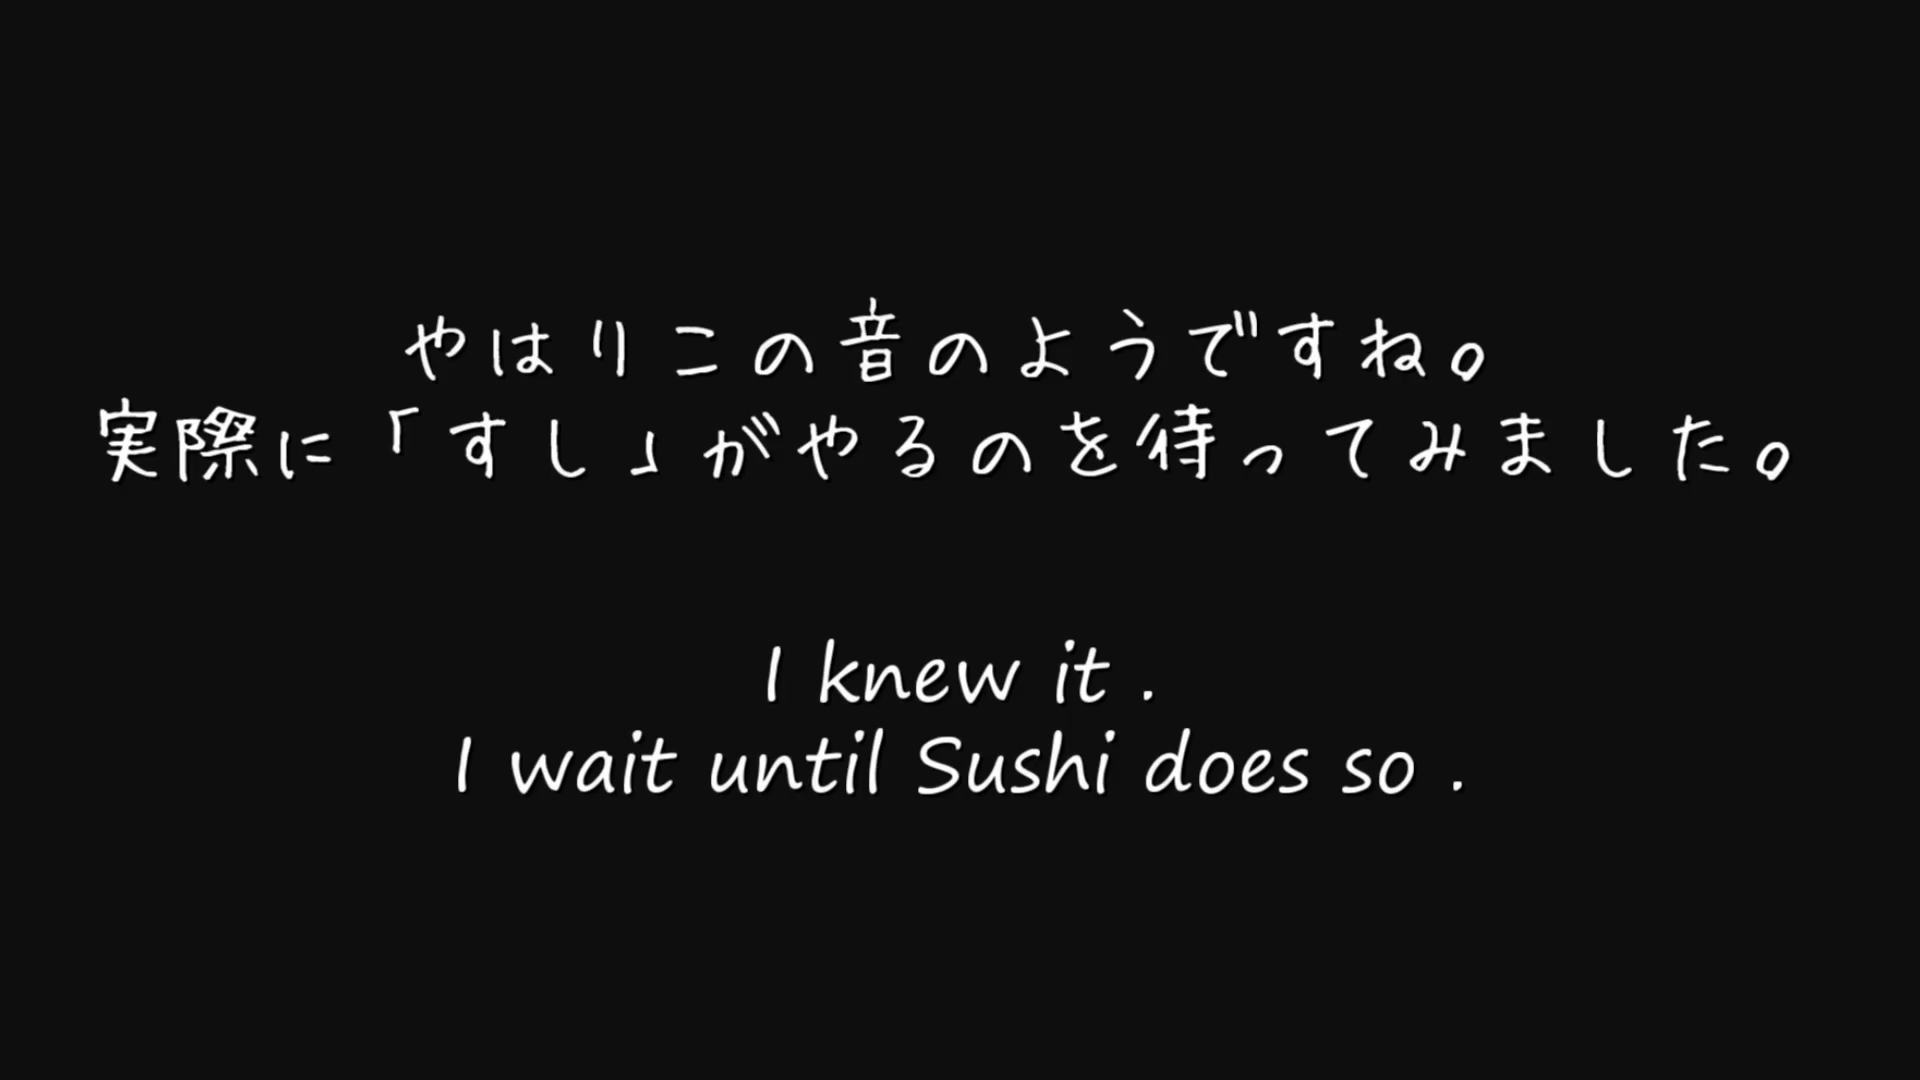 やはりこの音のようですね。
実際に「すし」がやるのを待ってみました。
I knew it .
I wait until Sushi does so .